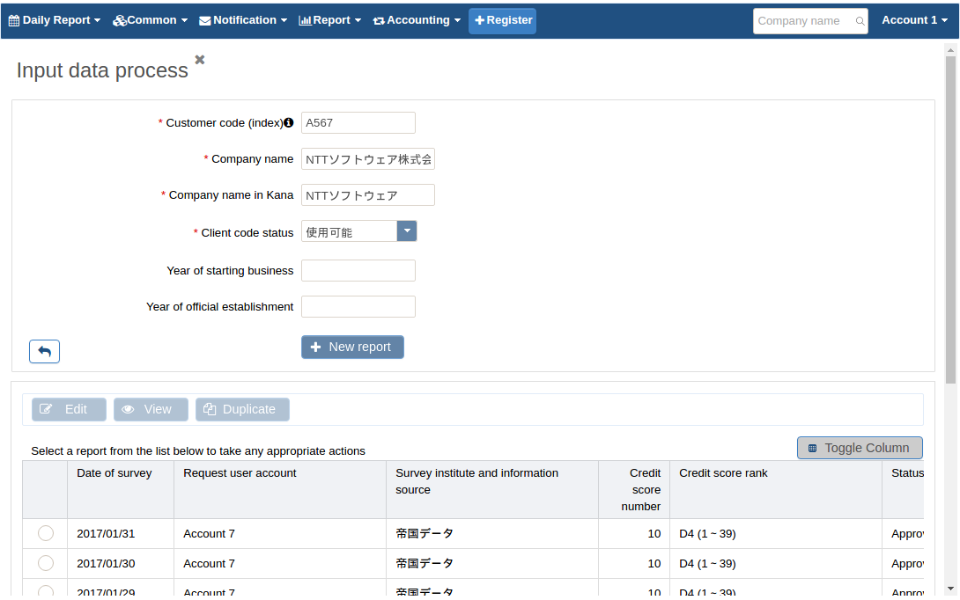 Daily Report Common Notification Report Accounting Register Company name Account 1
Input data process
* Customer code (index) A567
* Company name NTTソフトウェア株式会
* Company name in Kana NTTソフトウェア
* Client code status 使用可能
Year of starting business
Year of official establishment
New report
Edit View Duplicate
Select a report from the list below to take any appropriate actions Toggle Column
Date of survey Request user account Survey institute and information source Credit score number Credit score rank Status
2017/01/31 Account 7 帝国データ 10 D4 (1 ~ 39) Approv
2017/01/30 Account 7 帝国データ 10 D4 (1 ~ 39) Approv
2017/01/29 Account 7 帝国データ 10 D4 (1 ~ 39) Approv